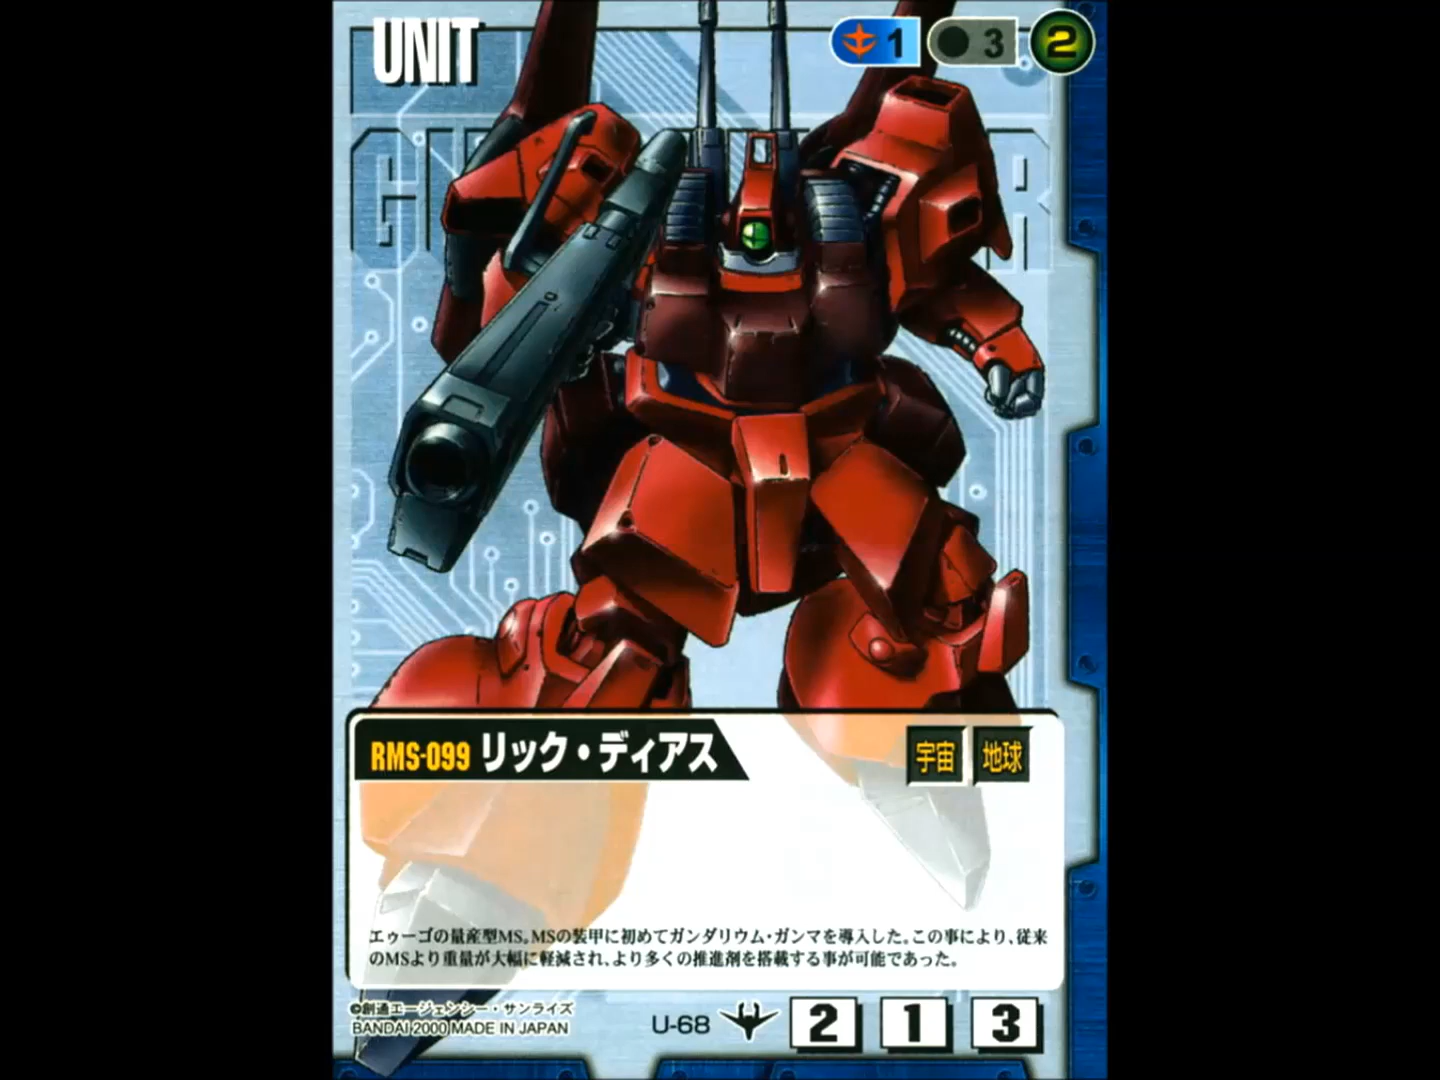 UNIT
1
3
2
GUNDAM WAR
RMS-099 リック・ディアス
宇宙 地球
エゥーゴの量産型MS。MSの装甲に初めてガンダリウム・ガンマを導入した。この事により、従来
のMSより重量が大幅に軽減され、より多くの推進剤を搭載する事が可能であった。
©創通エージェンシー・サンライズ
BANDAI 2000 MADE IN JAPAN
U-68
2
1
3